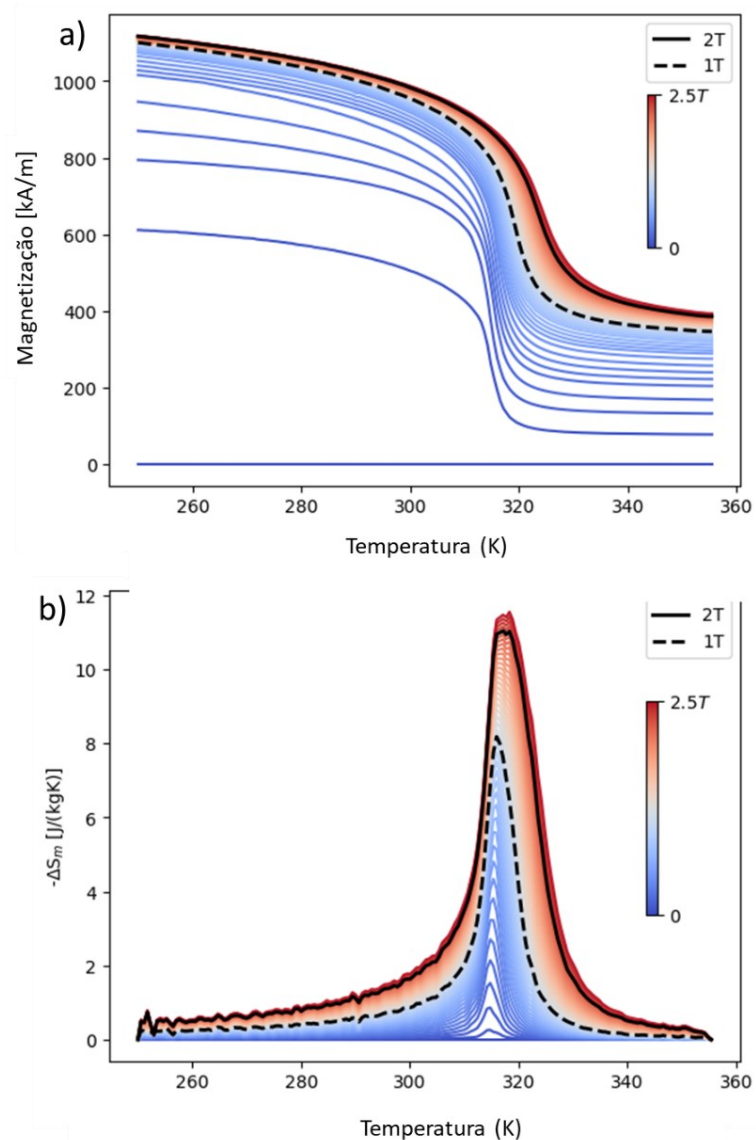 a)
2T
1T
2.5T
0
Magnetização [kA/m]
1000
800
600
400
200
0
260 280 300 320 340 360
Temperatura (K)
b)
2T
1T
2.5T
0
-ΔSₘ [J/(kgK)]
12
10
8
6
4
2
0
260 280 300 320 340 360
Temperatura (K)